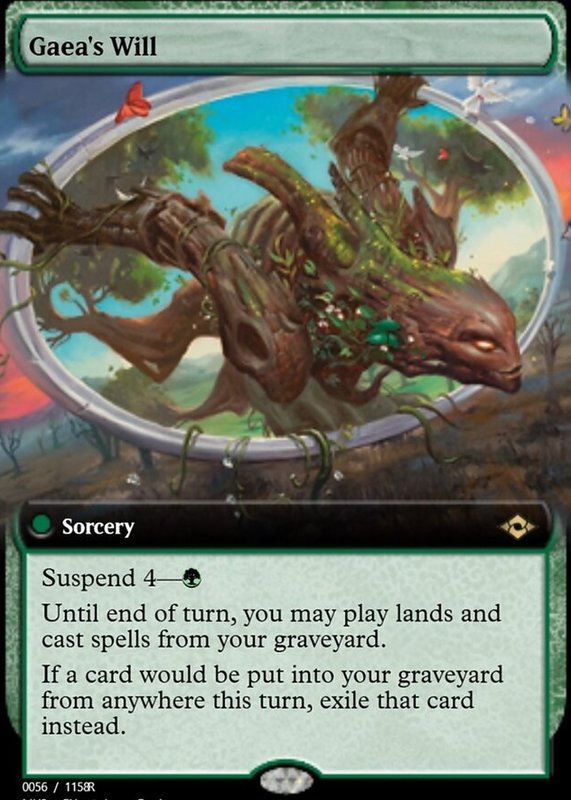 Gaea's Will
Sorcery
Suspend 4—
Until end of turn, you may play lands and
cast spells from your graveyard.
If a card would be put into your graveyard
from anywhere this turn, exile that card
instead.
0056 / 1158R